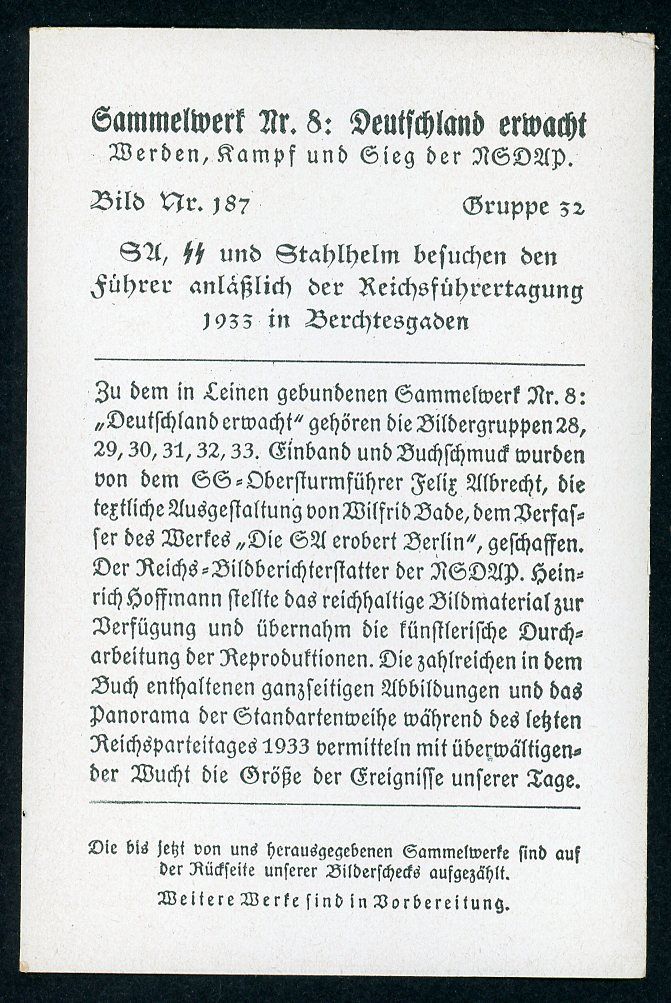 Sammelwerk Nr. 8: Deutschland erwacht
Werden, Kampf und Sieg der NSDAP.
Bild Nr. 187 Gruppe 32
SA, SS und Stahlhelm besuchen den
Führer anläßlich der Reichsführertagung
1933 in Berchtesgaden
Zu dem in Leinen gebundenen Sammelwerk Nr. 8:
„Deutschland erwacht“ gehören die Bildergruppen 28,
29, 30, 31, 32, 33. Einband und Buchschmuck wurden
von dem SS-Obersturmführer Felix Albrecht, die
textliche Ausgestaltung von Wilfrid Bade, dem Verfas-
ser des Werkes „Die SA erobert Berlin“, geschaffen.
Der Reichs-Bildberichterstatter der NSDAP. Hein-
rich Hoffmann stellte das reichhaltige Bildmaterial zur
Verfügung und übernahm die künstlerische Durch-
arbeitung der Reproduktionen. Die zahlreichen in dem
Buch enthaltenen ganzseitigen Abbildungen und das
Panorama der Standartenweihe während des letzten
Reichsparteitages 1933 vermitteln mit überwältigen-
der Wucht die Größe der Ereignisse unserer Tage.
Die bis jetzt von uns herausgegebenen Sammelwerke sind auf
der Rückseite unserer Bilderschecks aufgezählt.
Weitere Werke sind in Vorbereitung.